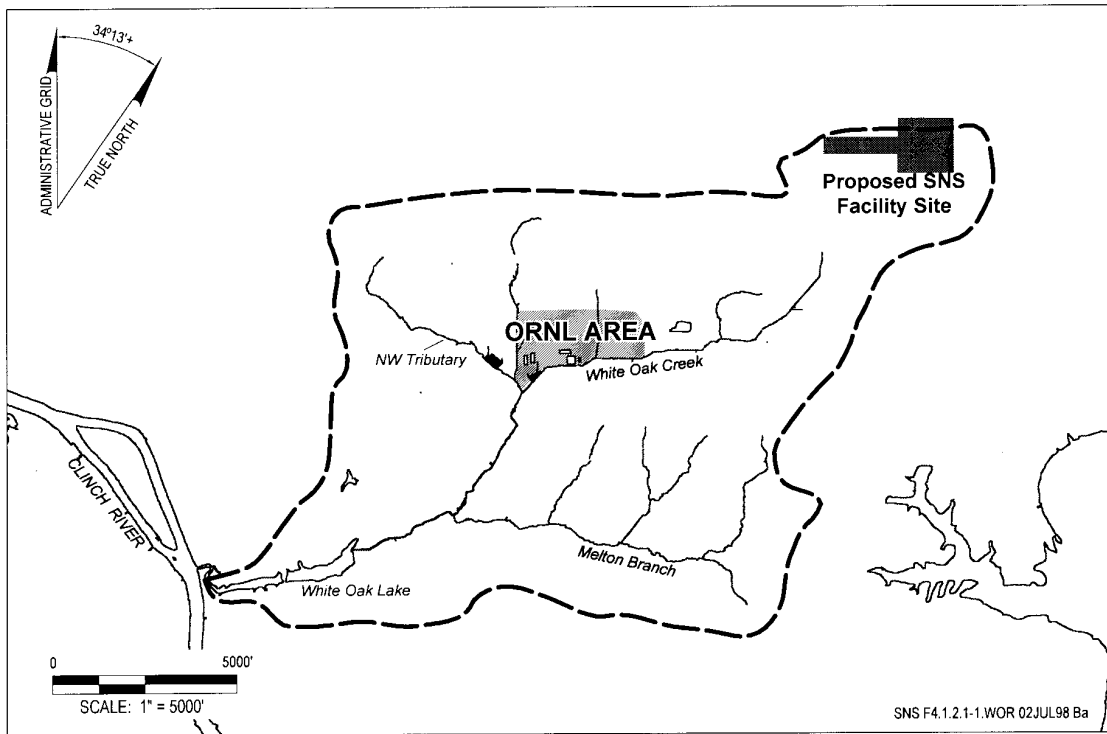 34°13'+
ADMINISTRATIVE GRID
TRUE NORTH
Proposed SNS
Facility Site
ORNL AREA
NW Tributary
White Oak Creek
CLINCH RIVER
Melton Branch
White Oak Lake
0 5000'
SCALE: 1" = 5000'
SNS F4.1.2.1-1.WOR 02JUL98 Ba